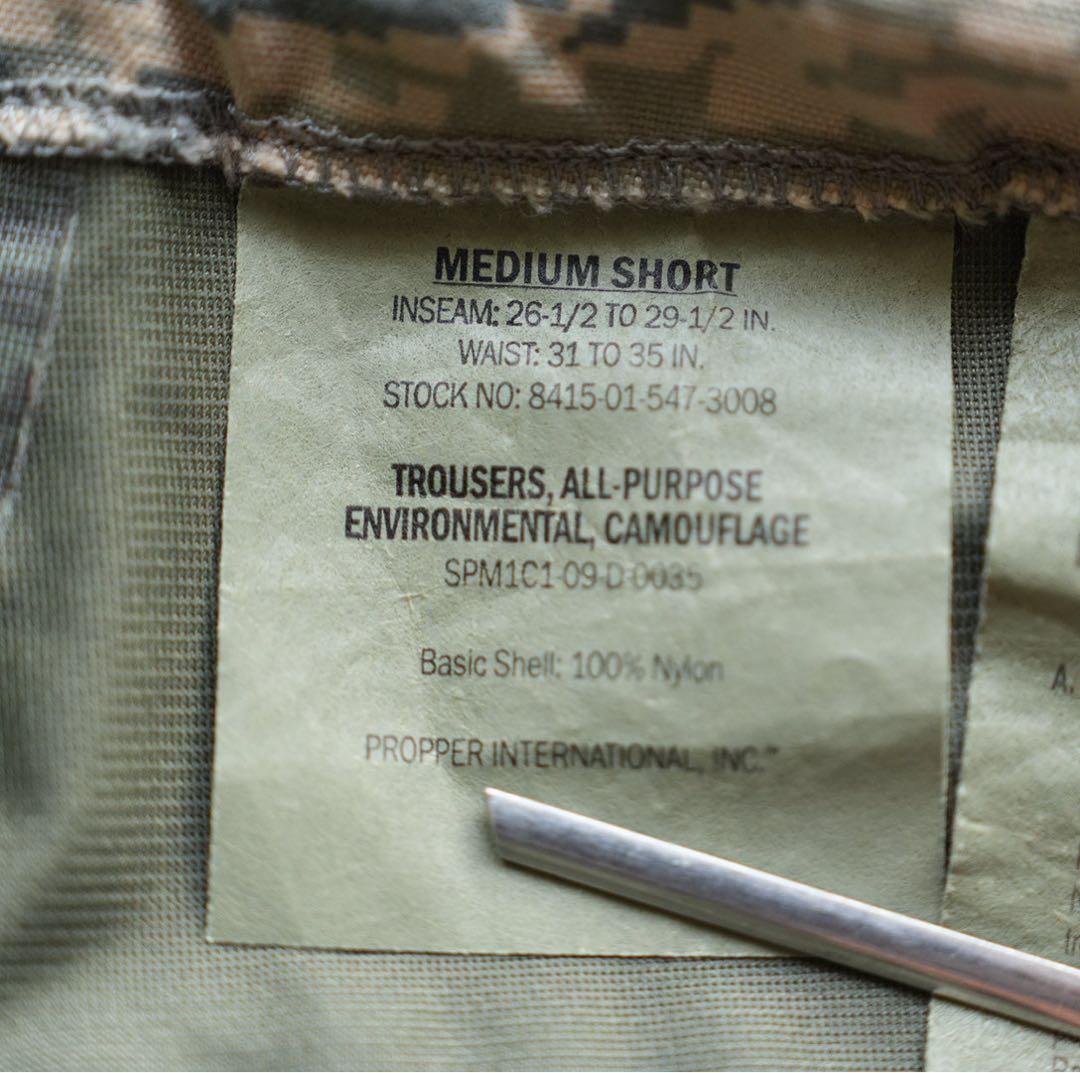 MEDIUM SHORT
INSEAM: 26-1/2 TO 29-1/2 IN.
WAIST: 31 TO 35 IN.
STOCK NO: 8415-01-547-3008
TROUSERS, ALL-PURPOSE
ENVIRONMENTAL, CAMOUFLAGE
SPM1C1-09-D-0035
Basic Shell: 100% Nylon
PROPPER INTERNATIONAL, INC.™
A.